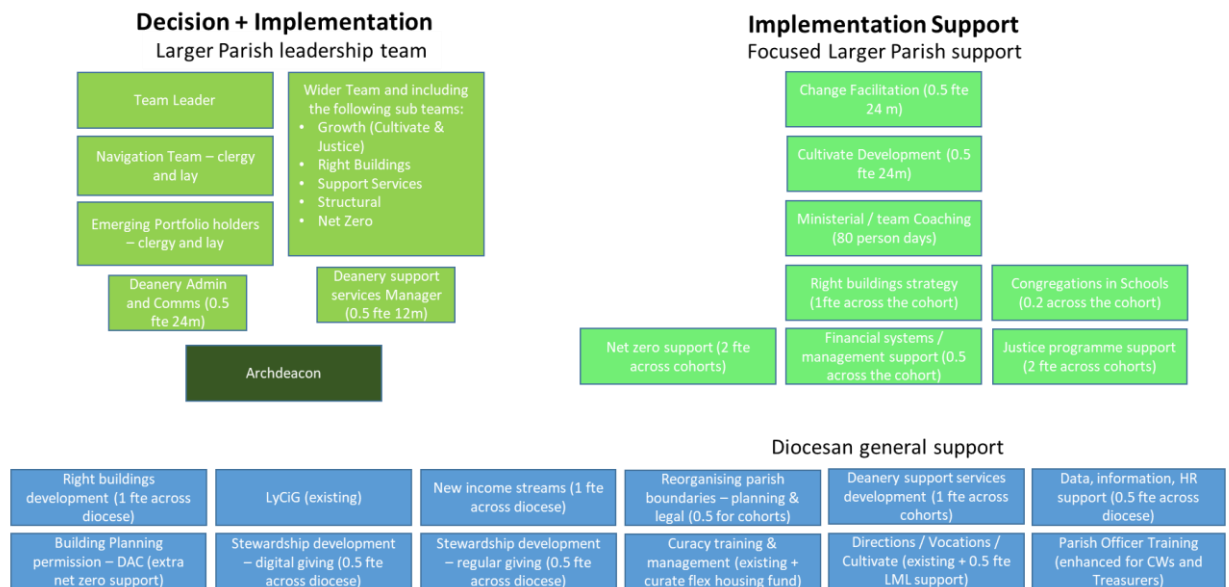 Decision + Implementation
Larger Parish leadership team
Team Leader
Navigation Team – clergy
and lay
Emerging Portfolio holders
– clergy and lay
Deanery Admin
and Comms (0.5
fte 24m)
Wider Team and including
the following sub teams:
• Growth (Cultivate &
Justice)
• Right Buildings
• Support Services
• Structural
• Net Zero
Deanery support
services Manager
(0.5 fte 12m)
Archdeacon
Implementation Support
Focused Larger Parish support
Change Facilitation (0.5 fte
24 m)
Cultivate Development (0.5
fte 24m)
Ministerial / team Coaching
(80 person days)
Right buildings strategy
(1fte across the cohort)
Congregations in Schools
(0.2 across the cohort)
Net zero support (2 fte
across cohorts)
Financial systems /
management support (0.5
across the cohort)
Justice programme support
(2 fte across cohorts)
Diocesan general support
Right buildings
development (1 fte across
diocese)
LyCiG (existing)
New income streams (1 fte
across diocese)
Reorganising parish
boundaries – planning &
legal (0.5 for cohorts)
Deanery support services
development (1 fte across
cohorts)
Data, information, HR
support (0.5 fte across
diocese)
Building Planning
permission – DAC (extra
net zero support)
Stewardship development
– digital giving (0.5 fte
across diocese)
Stewardship development
– regular giving (0.5 fte
across diocese)
Curacy training &
management (existing +
curate flex housing fund)
Directions / Vocations /
Cultivate (existing + 0.5 fte
LML support)
Parish Officer Training
(enhanced for CWs and
Treasurers)